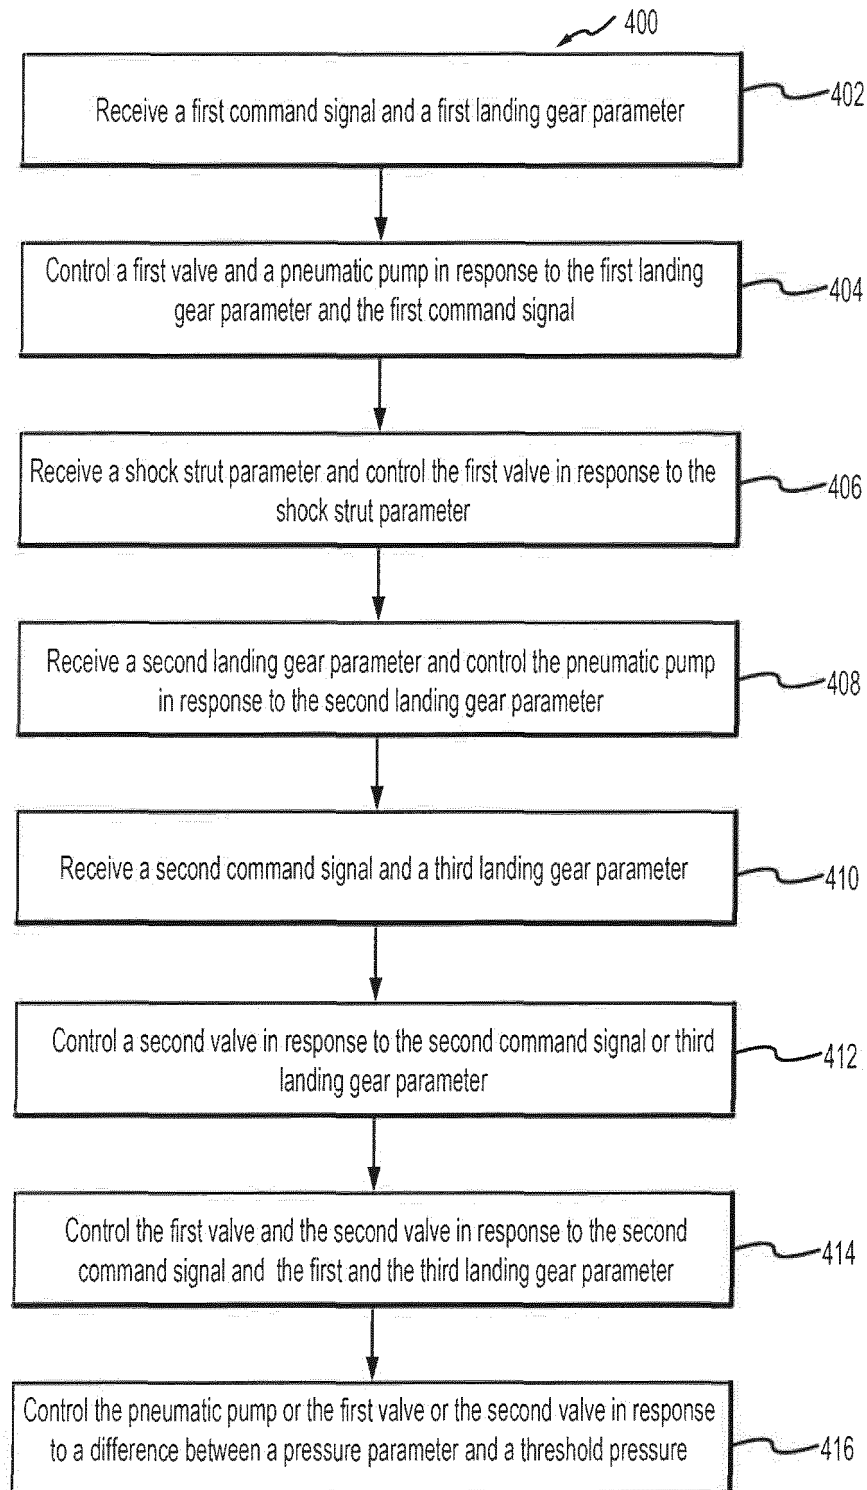 400
Receive a first command signal and a first landing gear parameter
402
Control a first valve and a pneumatic pump in response to the first landing
gear parameter and the first command signal
404
Receive a shock strut parameter and control the first valve in response to the
shock strut parameter
406
Receive a second landing gear parameter and control the pneumatic pump
in response to the second landing gear parameter
408
Receive a second command signal and a third landing gear parameter
410
Control a second valve in response to the second command signal or third
landing gear parameter
412
Control the first valve and the second valve in response to the second
command signal and the first and the third landing gear parameter
414
Control the pneumatic pump or the first valve or the second valve in response
to a difference between a pressure parameter and a threshold pressure
416